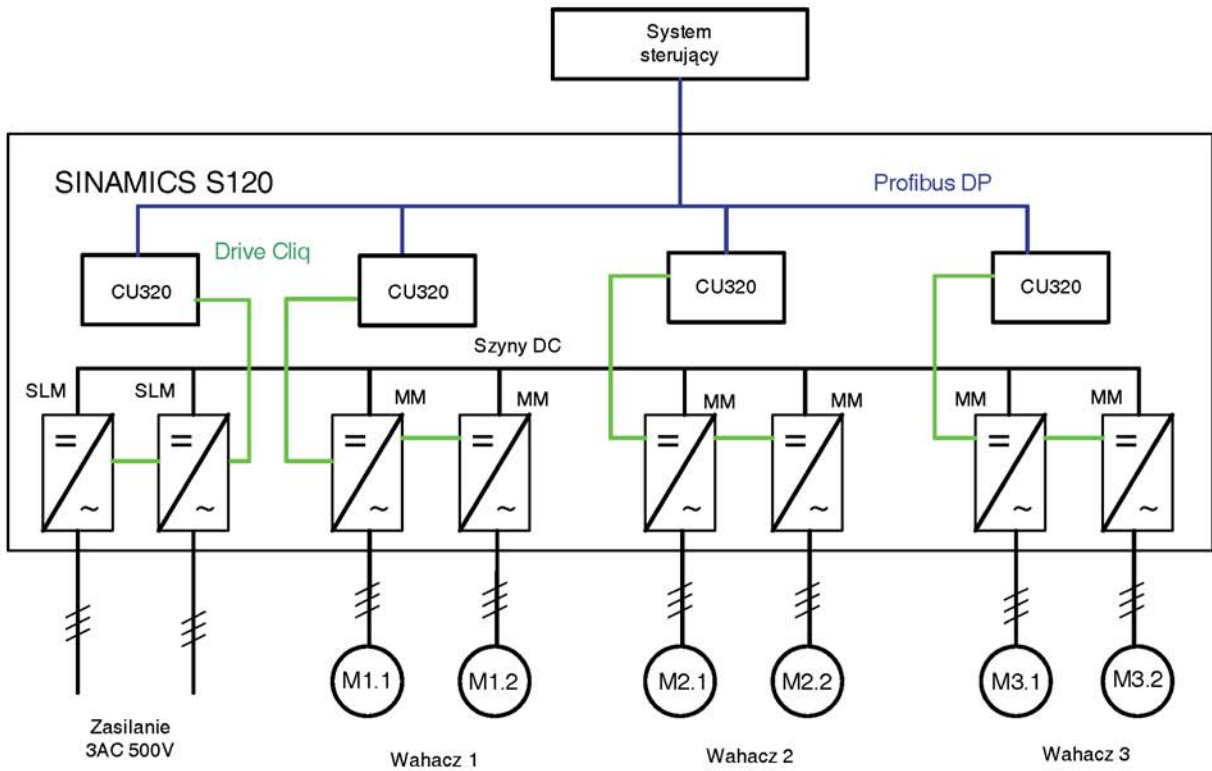 System
sterujący
SINAMICS S120
Profibus DP
Drive Cliq
CU320
CU320
CU320
CU320
Szyny DC
SLM
SLM
MM
MM
MM
MM
MM
MM
=
~
=
~
=
~
=
~
=
~
=
~
=
~
=
~
M1.1
M1.2
M2.1
M2.2
M3.1
M3.2
Zasilanie
3AC 500V
Wahacz 1
Wahacz 2
Wahacz 3